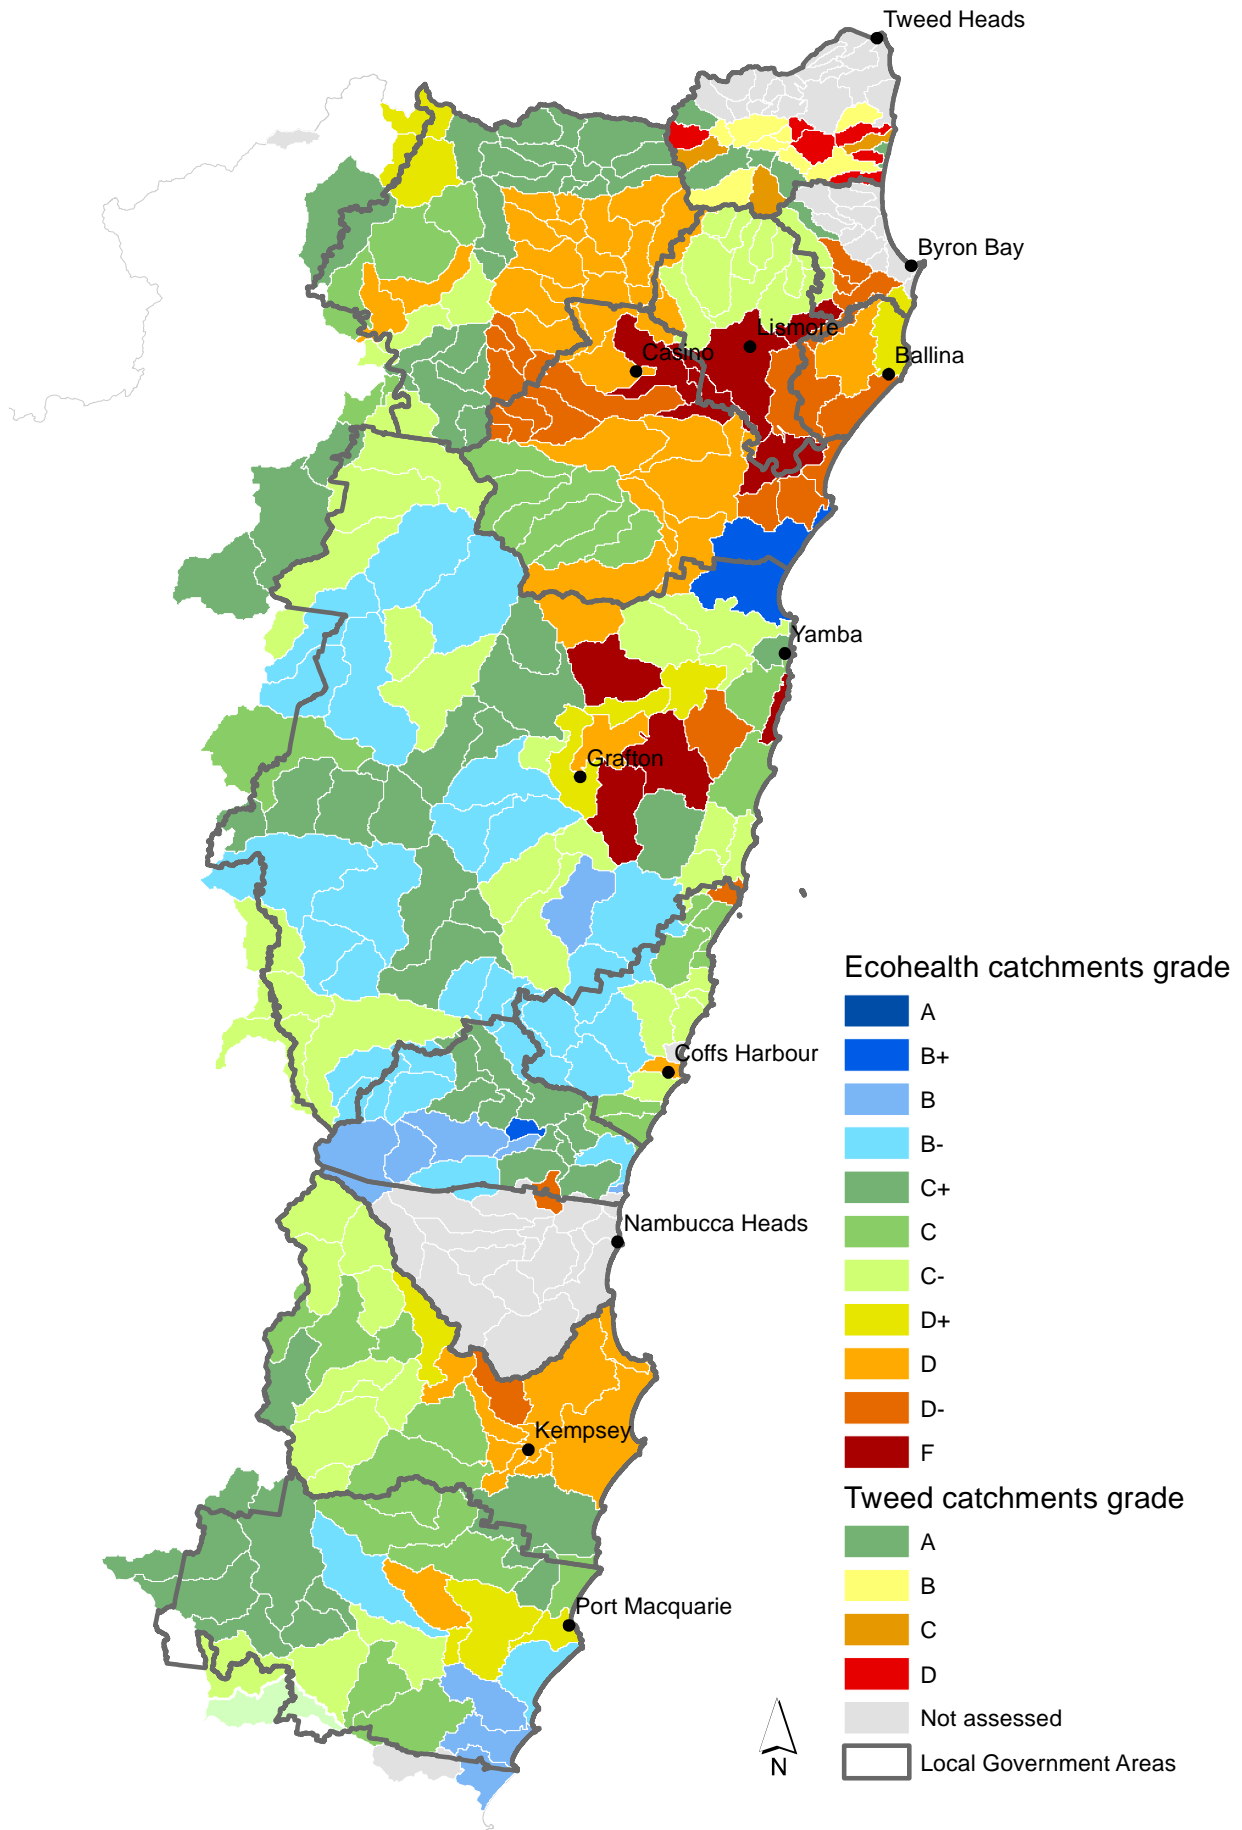 Tweed Heads
Byron Bay
Lismore
Casino
Ballina
Yamba
Grafton
Coffs Harbour
Nambucca Heads
Kempsey
Port Macquarie
Ecohealth catchments grade
A
B+
B
B-
C+
C
C-
D+
D
D-
F
Tweed catchments grade
A
B
C
D
Not assessed
Local Government Areas
N